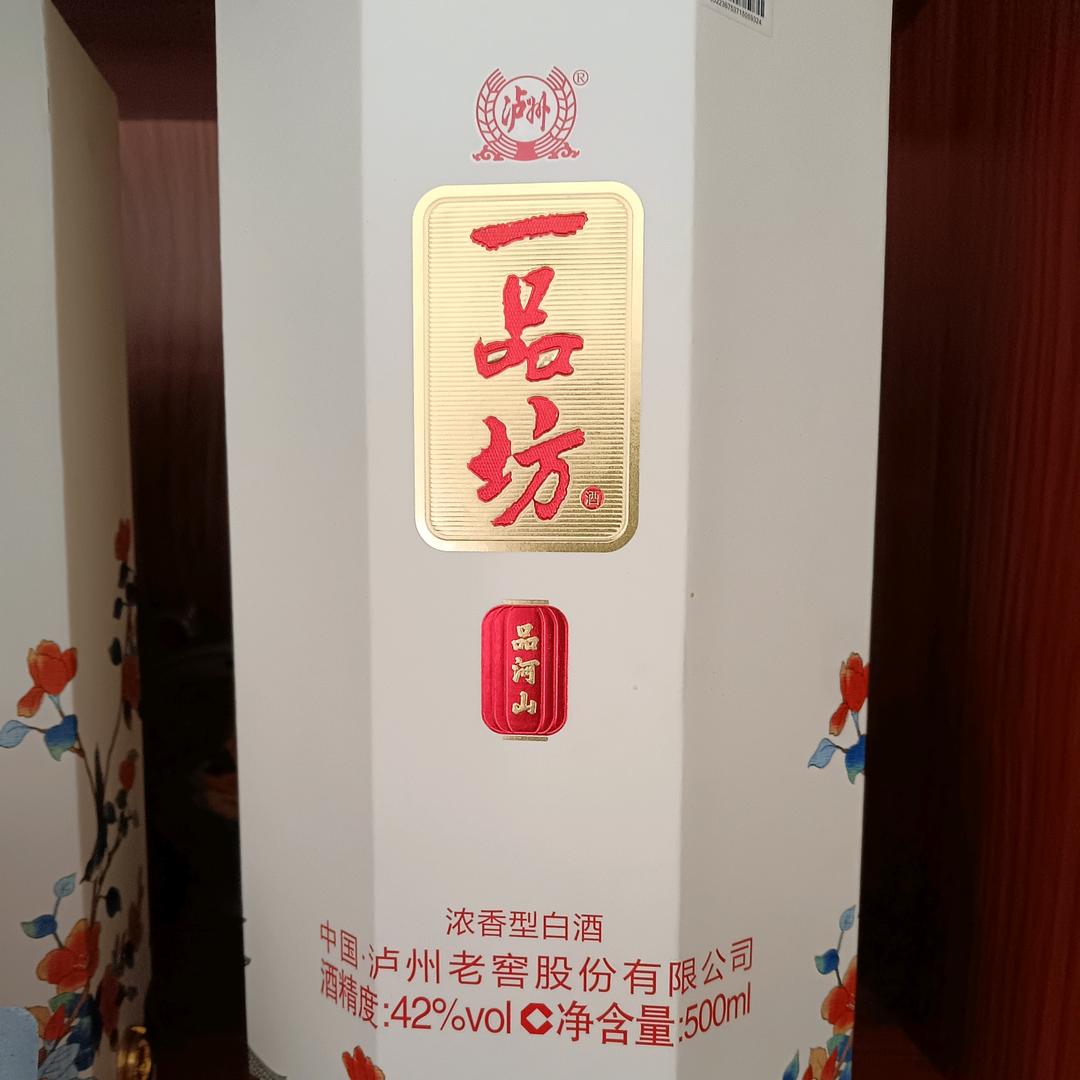 泸州®
一品坊
酒
品河山
浓香型白酒
中国·泸州老窖股份有限公司
酒精度:42%vol 净含量:500ml